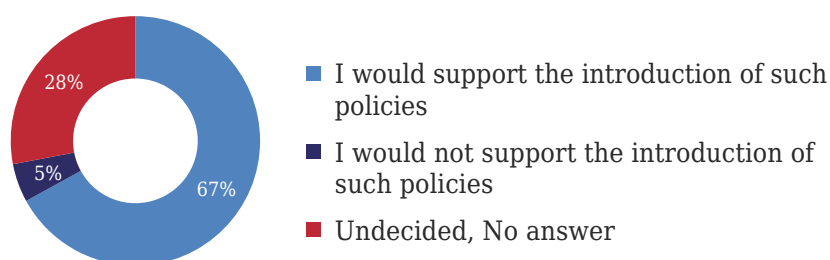 28%
5%
67%
I would support the introduction of such
policies
I would not support the introduction of
such policies
Undecided, No answer